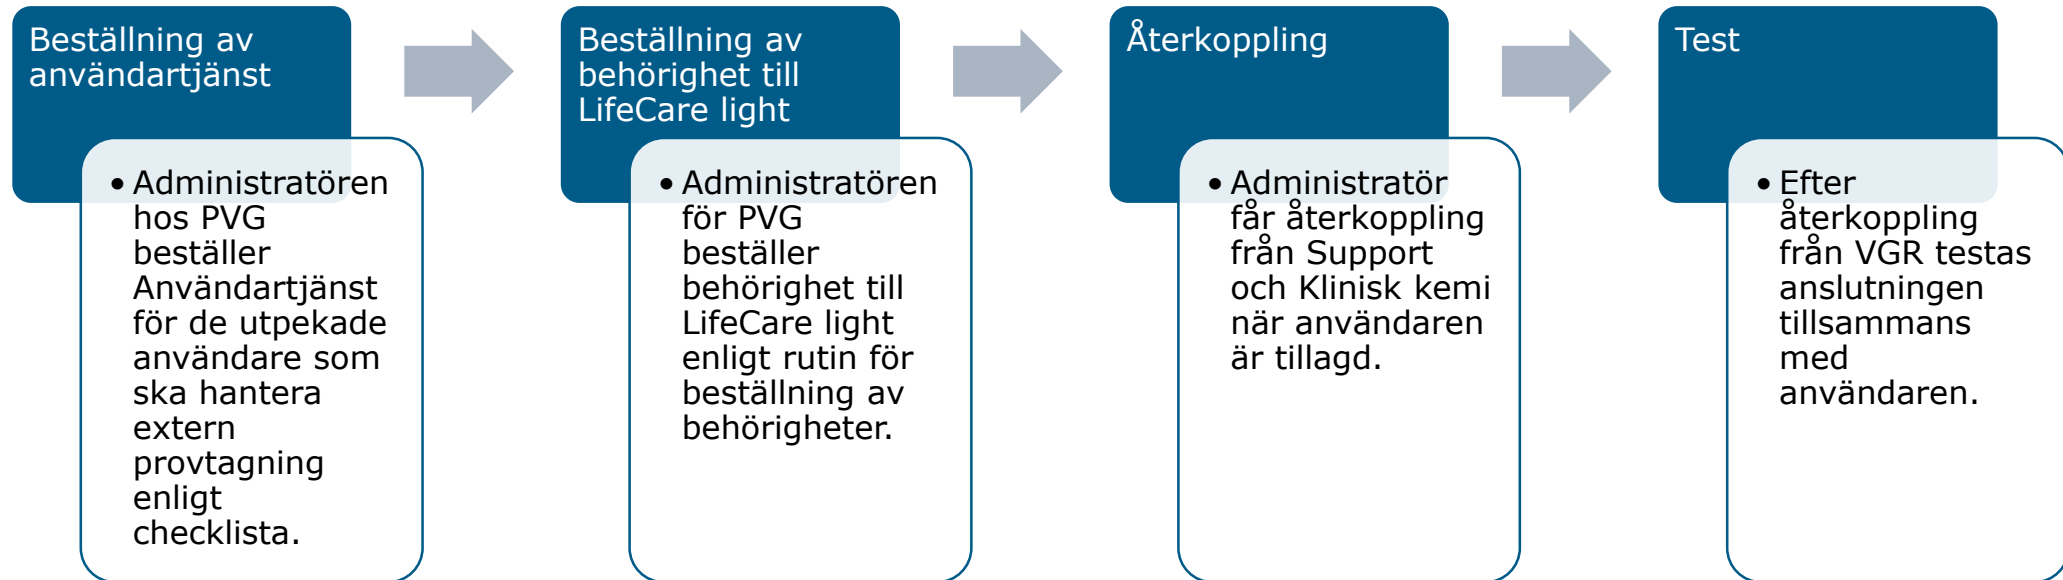 Beställning av
användartjänst
• Administratören
hos PVG
beställer
Användartjänst
för de utpekade
användare som
ska hantera
extern
provtagning
enligt
checklista.
Beställning av
behörighet till
LifeCare light
• Administratören
för PVG
beställer
behörighet till
LifeCare light
enligt rutin för
beställning av
behörigheter.
Återkoppling
• Administratör
får återkoppling
från Support
och Klinisk kemi
när användaren
är tillagd.
Test
• Efter
återkoppling
från VGR testas
anslutningen
tillsammans
med
användaren.